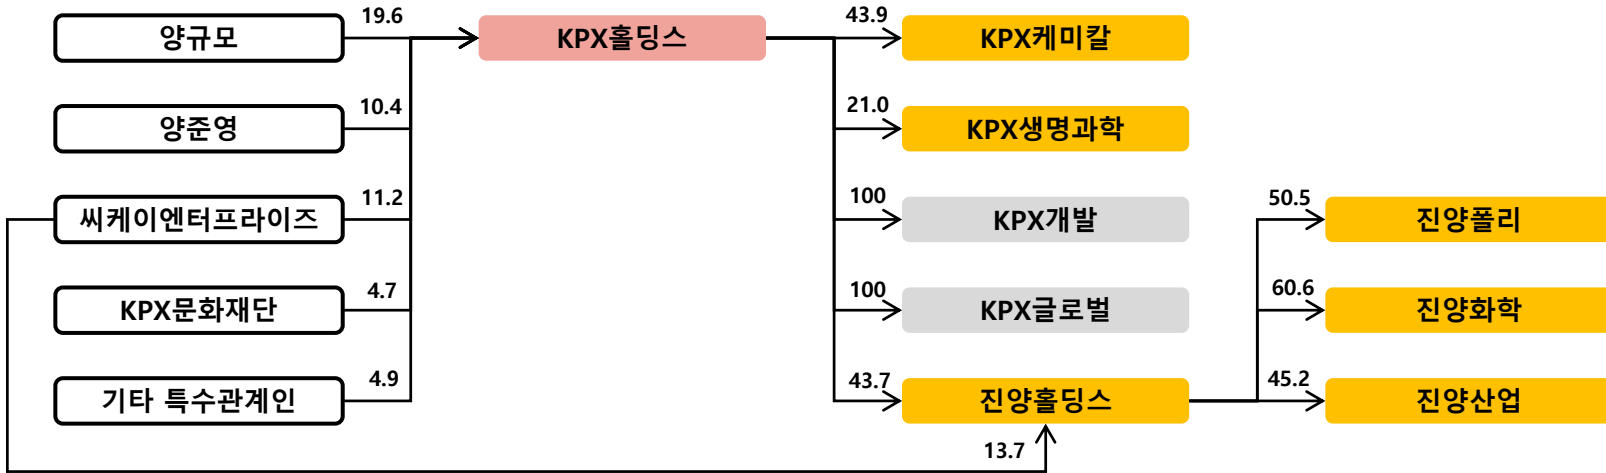 19.6
양규모
KPX홀딩스
43.9
KPX케미칼
10.4
양준영
21.0
KPX생명과학
11.2
씨케이엔터프라이즈
100
KPX개발
50.5
진양폴리
4.7
KPX문화재단
100
KPX글로벌
60.6
진양화학
4.9
기타 특수관계인
43.7
진양홀딩스
45.2
진양산업
13.7